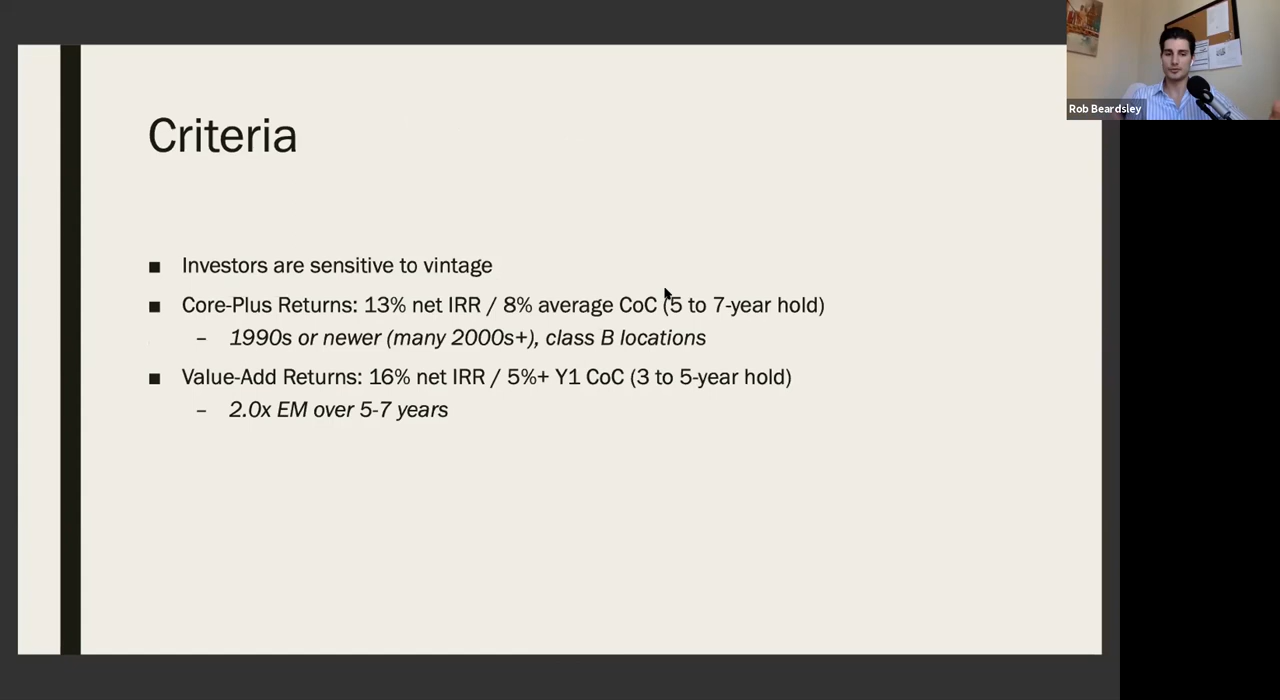 Criteria
■ Investors are sensitive to vintage
■ Core-Plus Returns: 13% net IRR / 8% average CoC (5 to 7-year hold)
– 1990s or newer (many 2000s+), class B locations
■ Value-Add Returns: 16% net IRR / 5%+ Y1 CoC (3 to 5-year hold)
– 2.0x EM over 5-7 years
Rob Beardsley